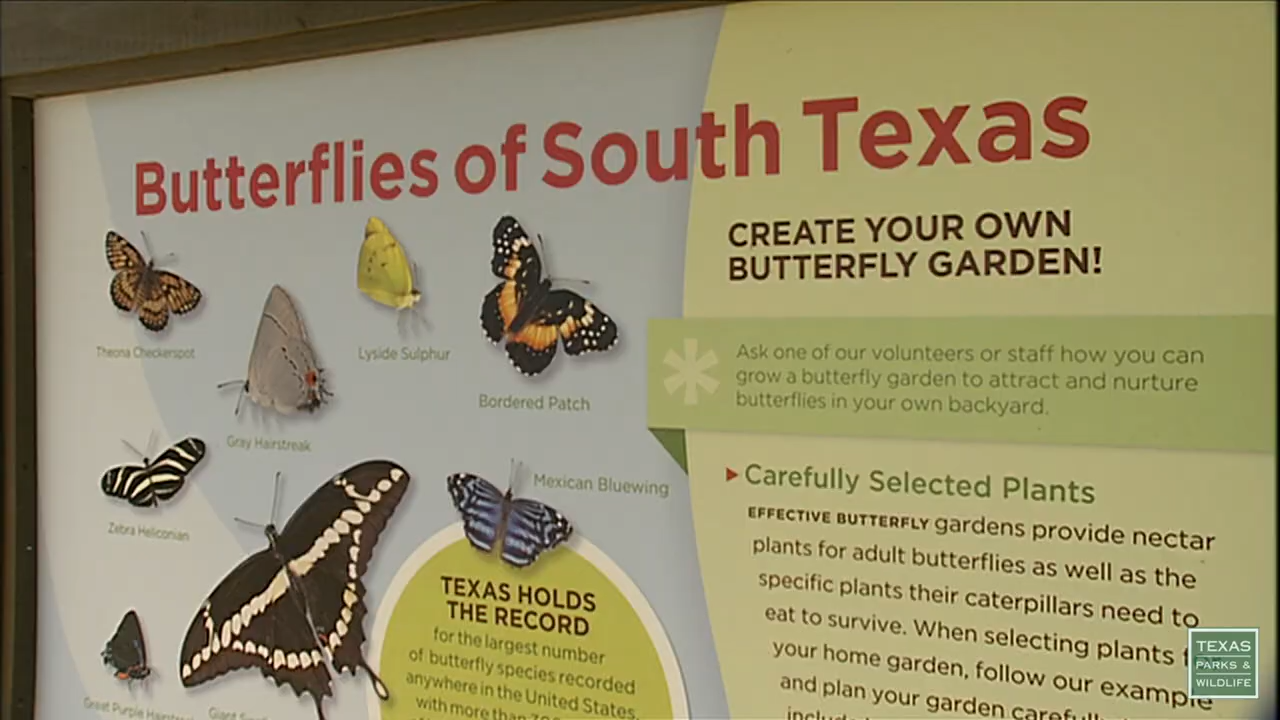 Butterflies of South Texas
Theona Checkerspot
Lyside Sulphur
Bordered Patch
Gray Hairstreak
Mexican Bluewing
Zebra Heliconian
Great Purple
Giant
TEXAS HOLDS
THE RECORD
for the largest number
of butterfly species recorded
anywhere in the United States,
with more than
CREATE YOUR OWN
BUTTERFLY GARDEN!
Ask one of our volunteers or staff how you can
grow a butterfly garden to attract and nurture
butterflies in your own backyard.
Carefully Selected Plants
EFFECTIVE BUTTERFLY gardens provide nectar
plants for adult butterflies as well as the
specific plants their caterpillars need to
eat to survive. When selecting plants
your home garden, follow our example
and plan your garden carefully
TEXAS
PARKS &
WILDLIFE